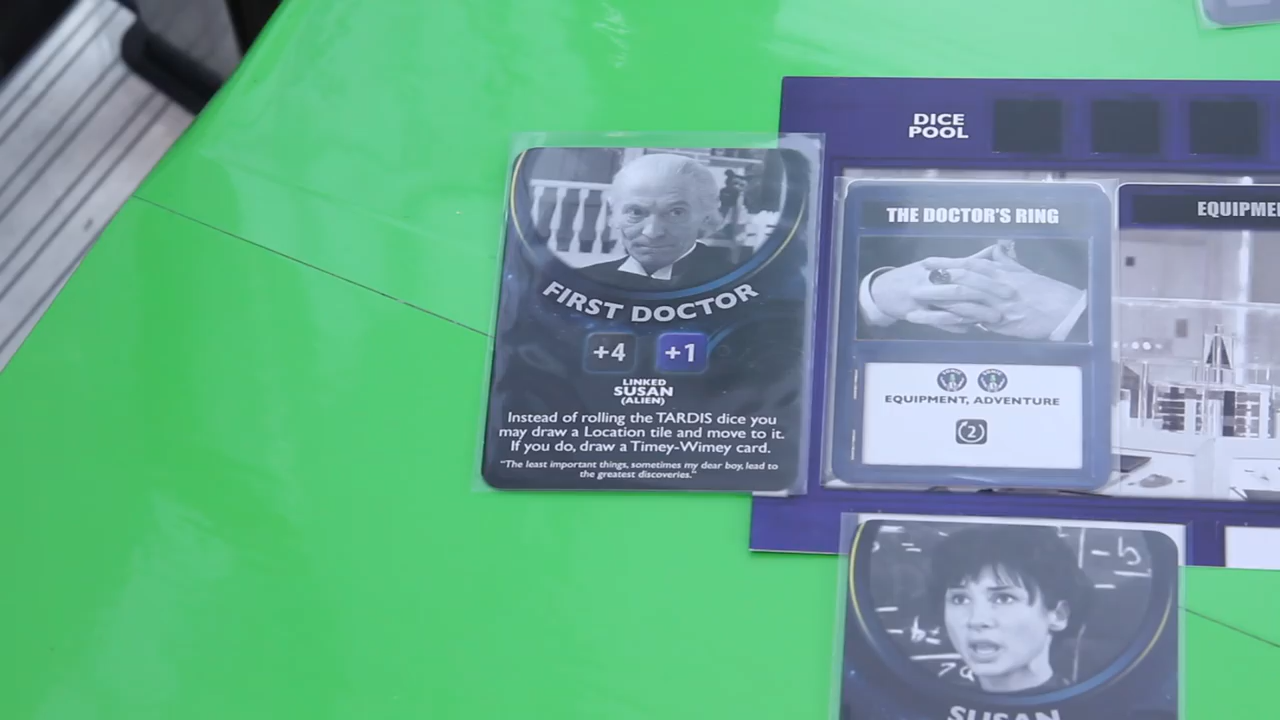 DICE
POOL
THE DOCTOR'S RING
FIRST DOCTOR
+4 +1
LINKED
SUSAN
(ALIEN)
Instead of rolling the TARDIS dice you
may draw a Location tile and move to it.
If you do, draw a Timey-Wimey card.
"The least important things, sometimes my dear boy, lead to
the greatest discoveries."
EQUIPMENT, ADVENTURE
2
-b
SUSAN